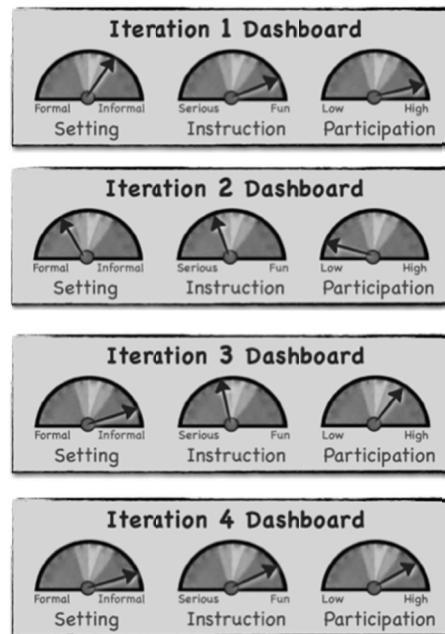 Iteration 1 Dashboard
Formal Informal Serious Fun Low High
Setting Instruction Participation
Iteration 2 Dashboard
Formal Informal Serious Fun Low High
Setting Instruction Participation
Iteration 3 Dashboard
Formal Informal Serious Fun Low High
Setting Instruction Participation
Iteration 4 Dashboard
Formal Informal Serious Fun Low High
Setting Instruction Participation